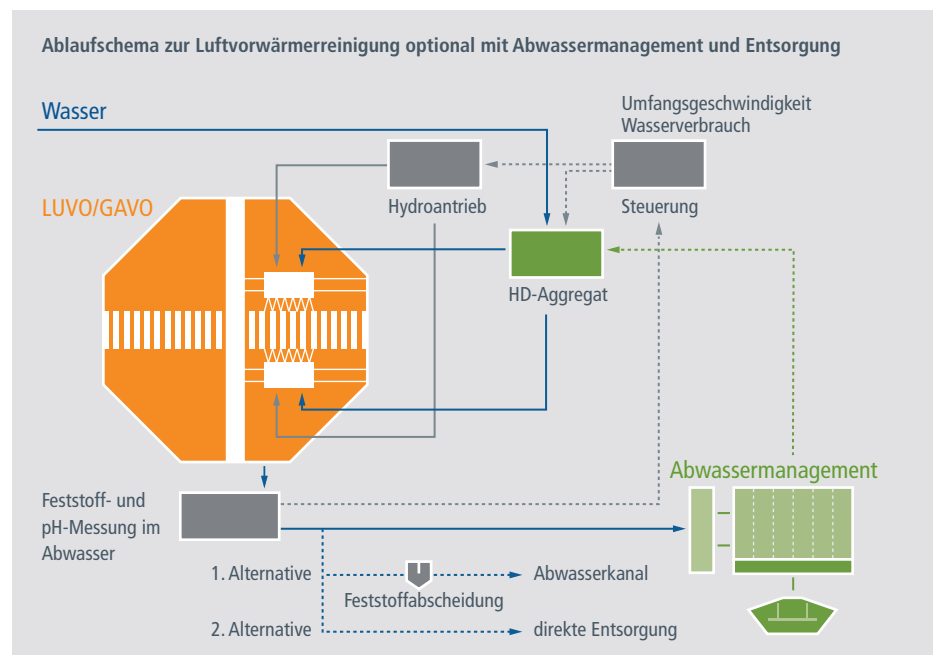 Ablaufschema zur Luftvorwärmerreinigung optional mit Abwassermanagement und Entsorgung
Wasser
Umfangsgeschwindigkeit
Wasserverbrauch
LUVO/GAVO
Hydroantrieb
Steuerung
HD-Aggregat
Abwassermanagement
Feststoff- und
pH-Messung im
Abwasser
1. Alternative
Abwasserkanal
Feststoffabscheidung
2. Alternative
direkte Entsorgung